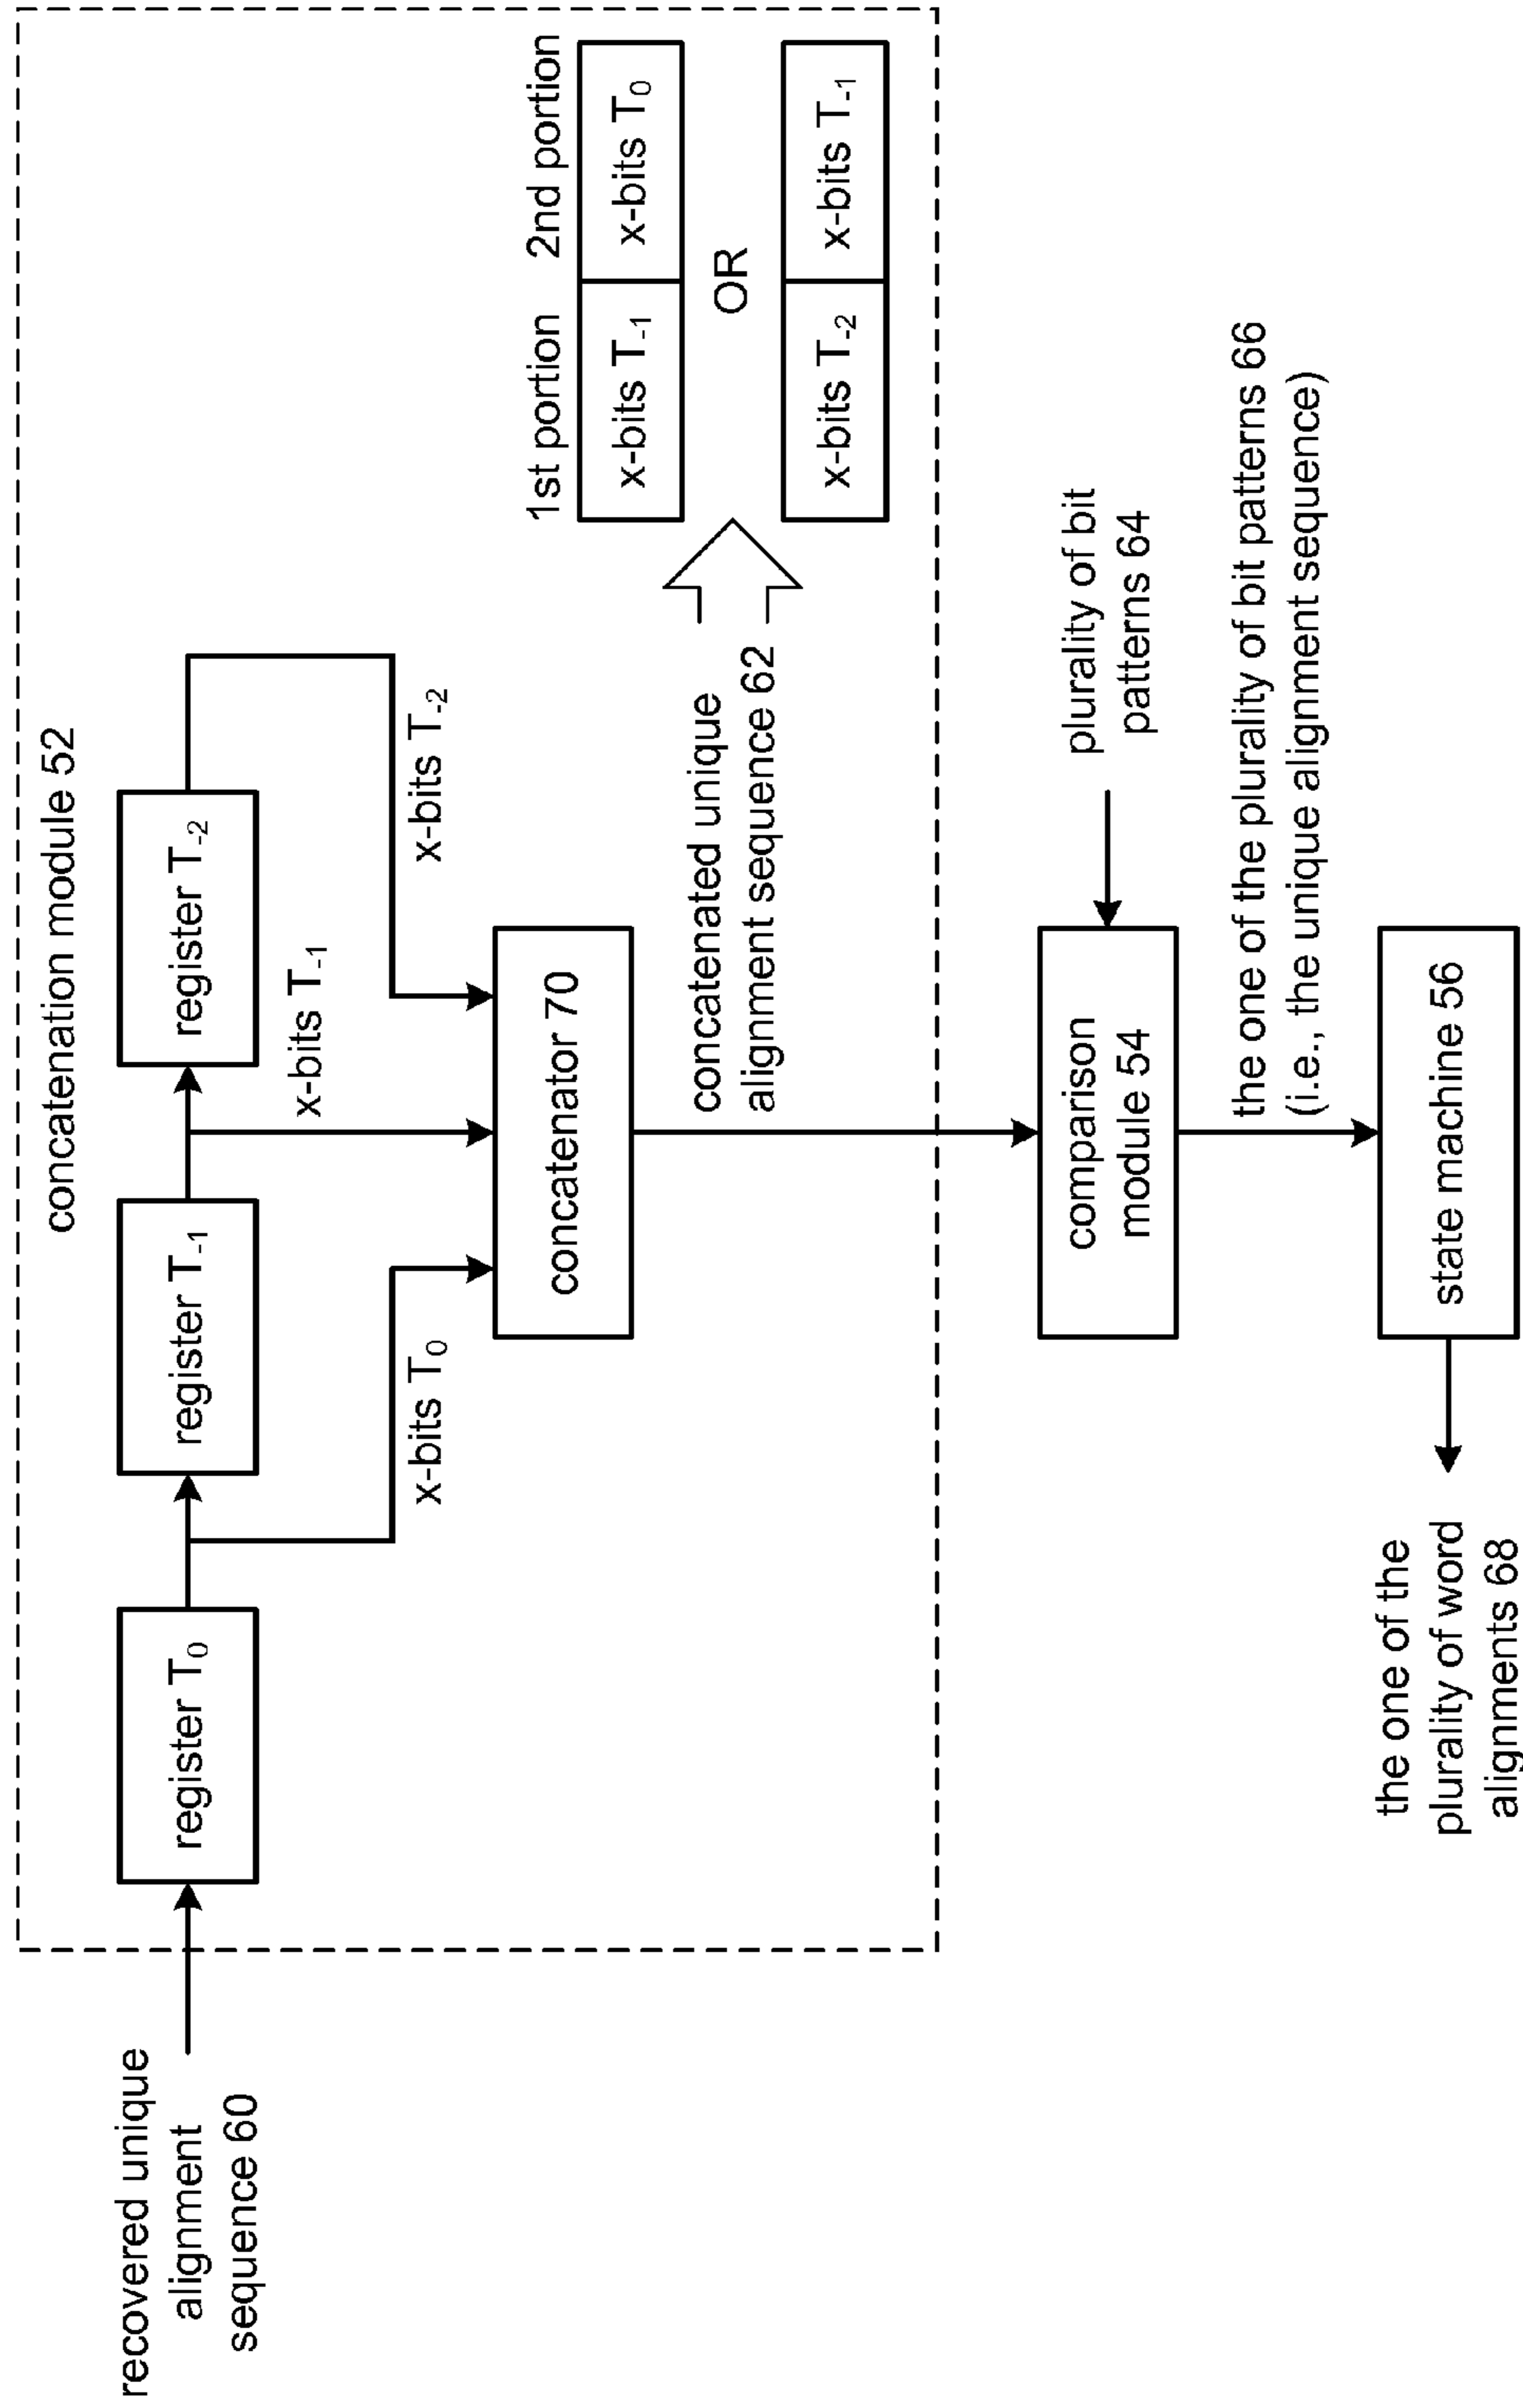 concatenation module 52
recovered unique
alignment
sequence 60
register T0
register T-1
register T-2
x-bits T-1
x-bits T0
x-bits T-2
concatenator 70
1st portion 2nd portion
x-bits T-1 x-bits T0
OR
x-bits T-2 x-bits T-1
concatenated unique
alignment sequence 62
comparison
module 54
plurality of bit
patterns 64
the one of the plurality of bit patterns 66
(i.e., the unique alignment sequence)
state machine 56
the one of the
plurality of word
alignments 68